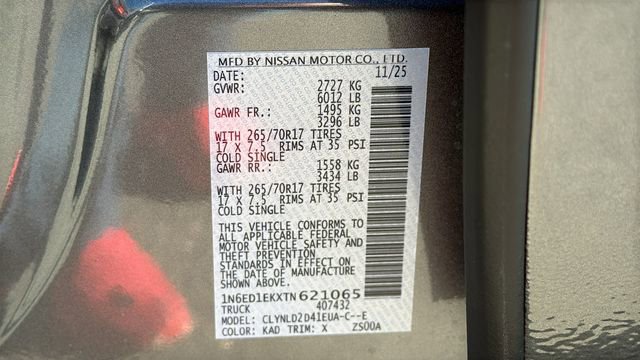 MFD BY NISSAN MOTOR CO., LTD.
DATE: 11/25
GVWR: 2727 KG
6012 LB
GAWR FR.: 1495 KG
3296 LB
WITH 265/70R17 TIRES
17 X 7.5 RIMS AT 35 PSI
COLD SINGLE
GAWR RR.: 1558 KG
3434 LB
WITH 265/70R17 TIRES
17 X 7.5 RIMS AT 35 PSI
COLD SINGLE
THIS VEHICLE CONFORMS TO
ALL APPLICABLE FEDERAL
MOTOR VEHICLE SAFETY AND
THEFT PREVENTION
STANDARDS IN EFFECT ON
THE DATE OF MANUFACTURE
SHOWN ABOVE.
1N6ED1EKXTN621065
TRUCK 407432
MODEL: CLYNLD2D41EUA-C--E
COLOR: KAD TRIM: X ZS00A